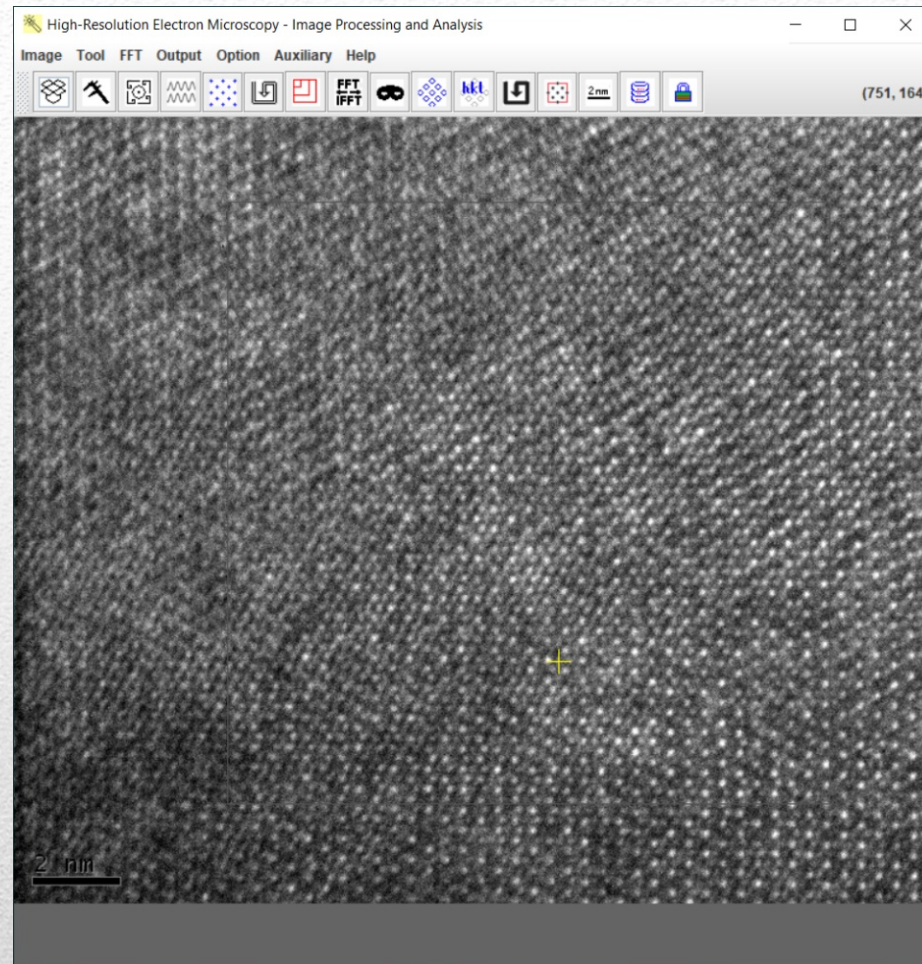 High-Resolution Electron Microscopy - Image Processing and Analysis
Image Tool FFT Output Option Auxiliary Help
FFT
IFFT
hkl
2nm
(751, 164
2 nm